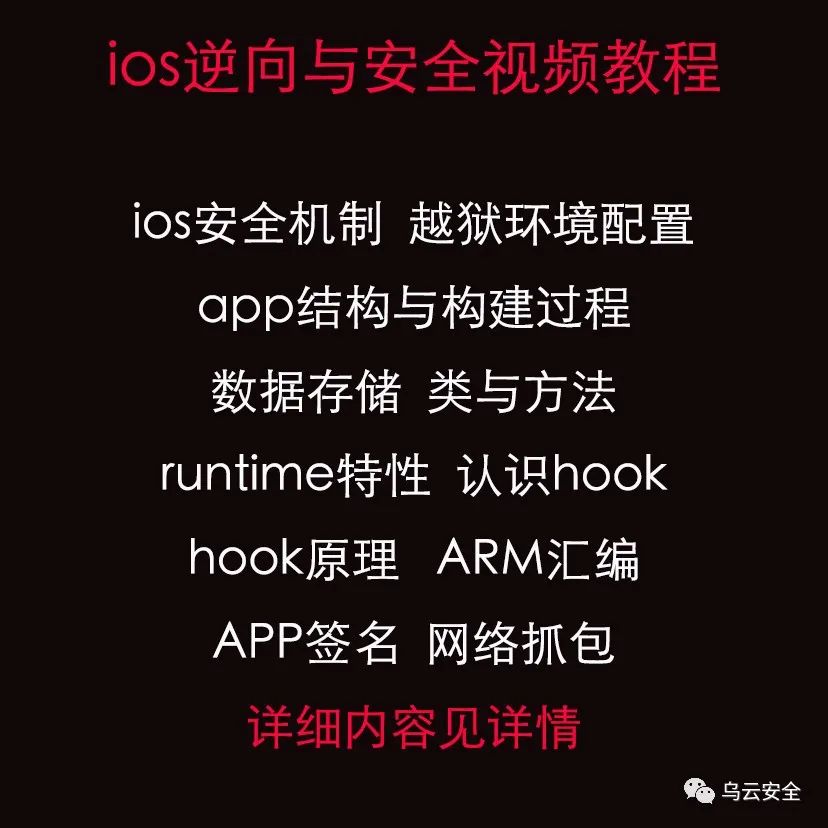 ios逆向与安全视频教程
ios安全机制 越狱环境配置
app结构与构建过程
数据存储 类与方法
runtime特性 认识hook
hook原理 ARM汇编
APP签名 网络抓包
详细内容见详情
乌云安全